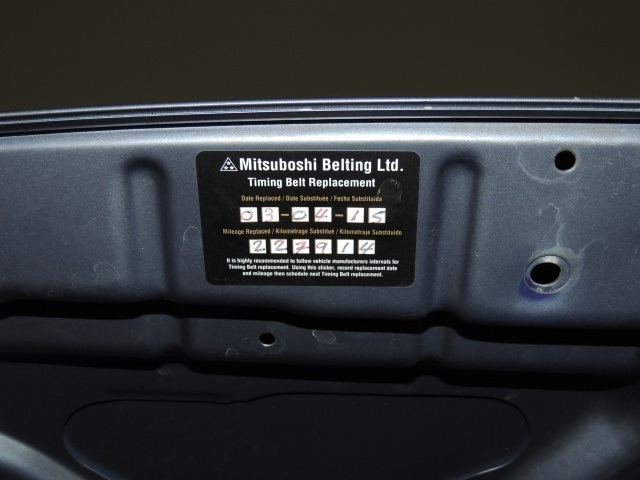 Mitsuboshi Belting Ltd.
Timing Belt Replacement
Date Replaced / Date Substituée / Fecha Substituida
03-04-15
Mileage Replaced / Kilométrage Substitué / Kilometraje Substituido
227914
It is highly recommended to follow vehicle manufacturers intervals for
Timing Belt replacement. Using this sticker, record replacement date
and mileage then schedule next Timing Belt replacement.